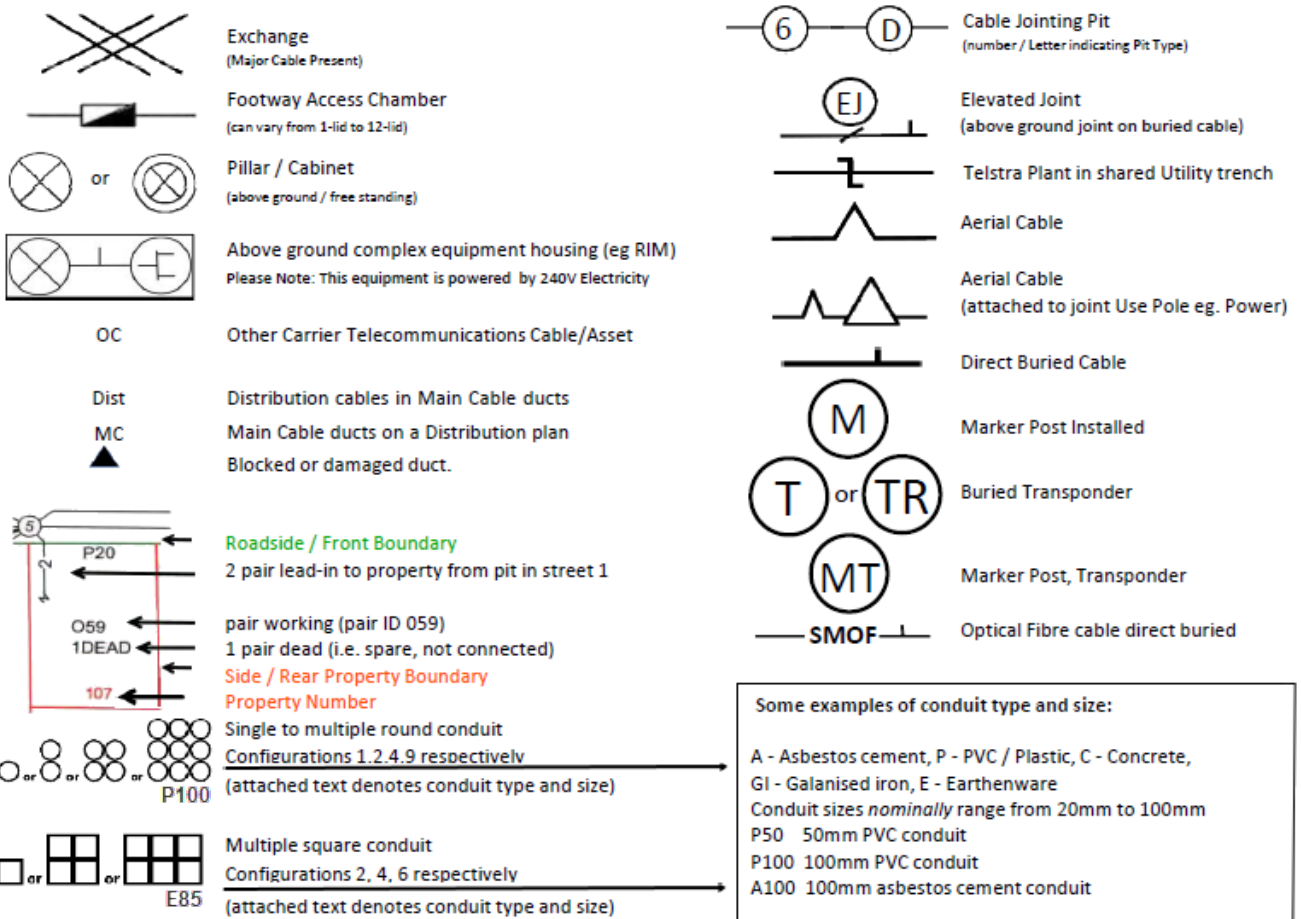 Exchange
(Major Cable Present)
Footway Access Chamber
(can vary from 1-lid to 12-lid)
or
Pillar / Cabinet
(above ground / free standing)
Above ground complex equipment housing (eg RIM)
Please Note: This equipment is powered by 240V Electricity
OC
Other Carrier Telecommunications Cable/Asset
Dist
Distribution cables in Main Cable ducts
MC
Main Cable ducts on a Distribution plan
Blocked or damaged duct.
5
P20
2
O59
1DEAD
107
Roadside / Front Boundary
2 pair lead-in to property from pit in street 1
pair working (pair ID 059)
1 pair dead (i.e. spare, not connected)
Side / Rear Property Boundary
Property Number
Single to multiple round conduit
Configurations 1.2.4.9 respectively
(attached text denotes conduit type and size)
or or or
P100
Multiple square conduit
Configurations 2, 4, 6 respectively
(attached text denotes conduit type and size)
or or
E85
6 D
Cable Jointing Pit
(number / Letter indicating Pit Type)
EJ
Elevated Joint
(above ground joint on buried cable)
Telstra Plant in shared Utility trench
Aerial Cable
Aerial Cable
(attached to joint Use Pole eg. Power)
Direct Buried Cable
M
Marker Post Installed
T or TR
Buried Transponder
MT
Marker Post, Transponder
SMOF
Optical Fibre cable direct buried
Some examples of conduit type and size:
A - Asbestos cement, P - PVC / Plastic, C - Concrete,
GI - Galanised iron, E - Earthenware
Conduit sizes nominally range from 20mm to 100mm
P50 50mm PVC conduit
P100 100mm PVC conduit
A100 100mm asbestos cement conduit